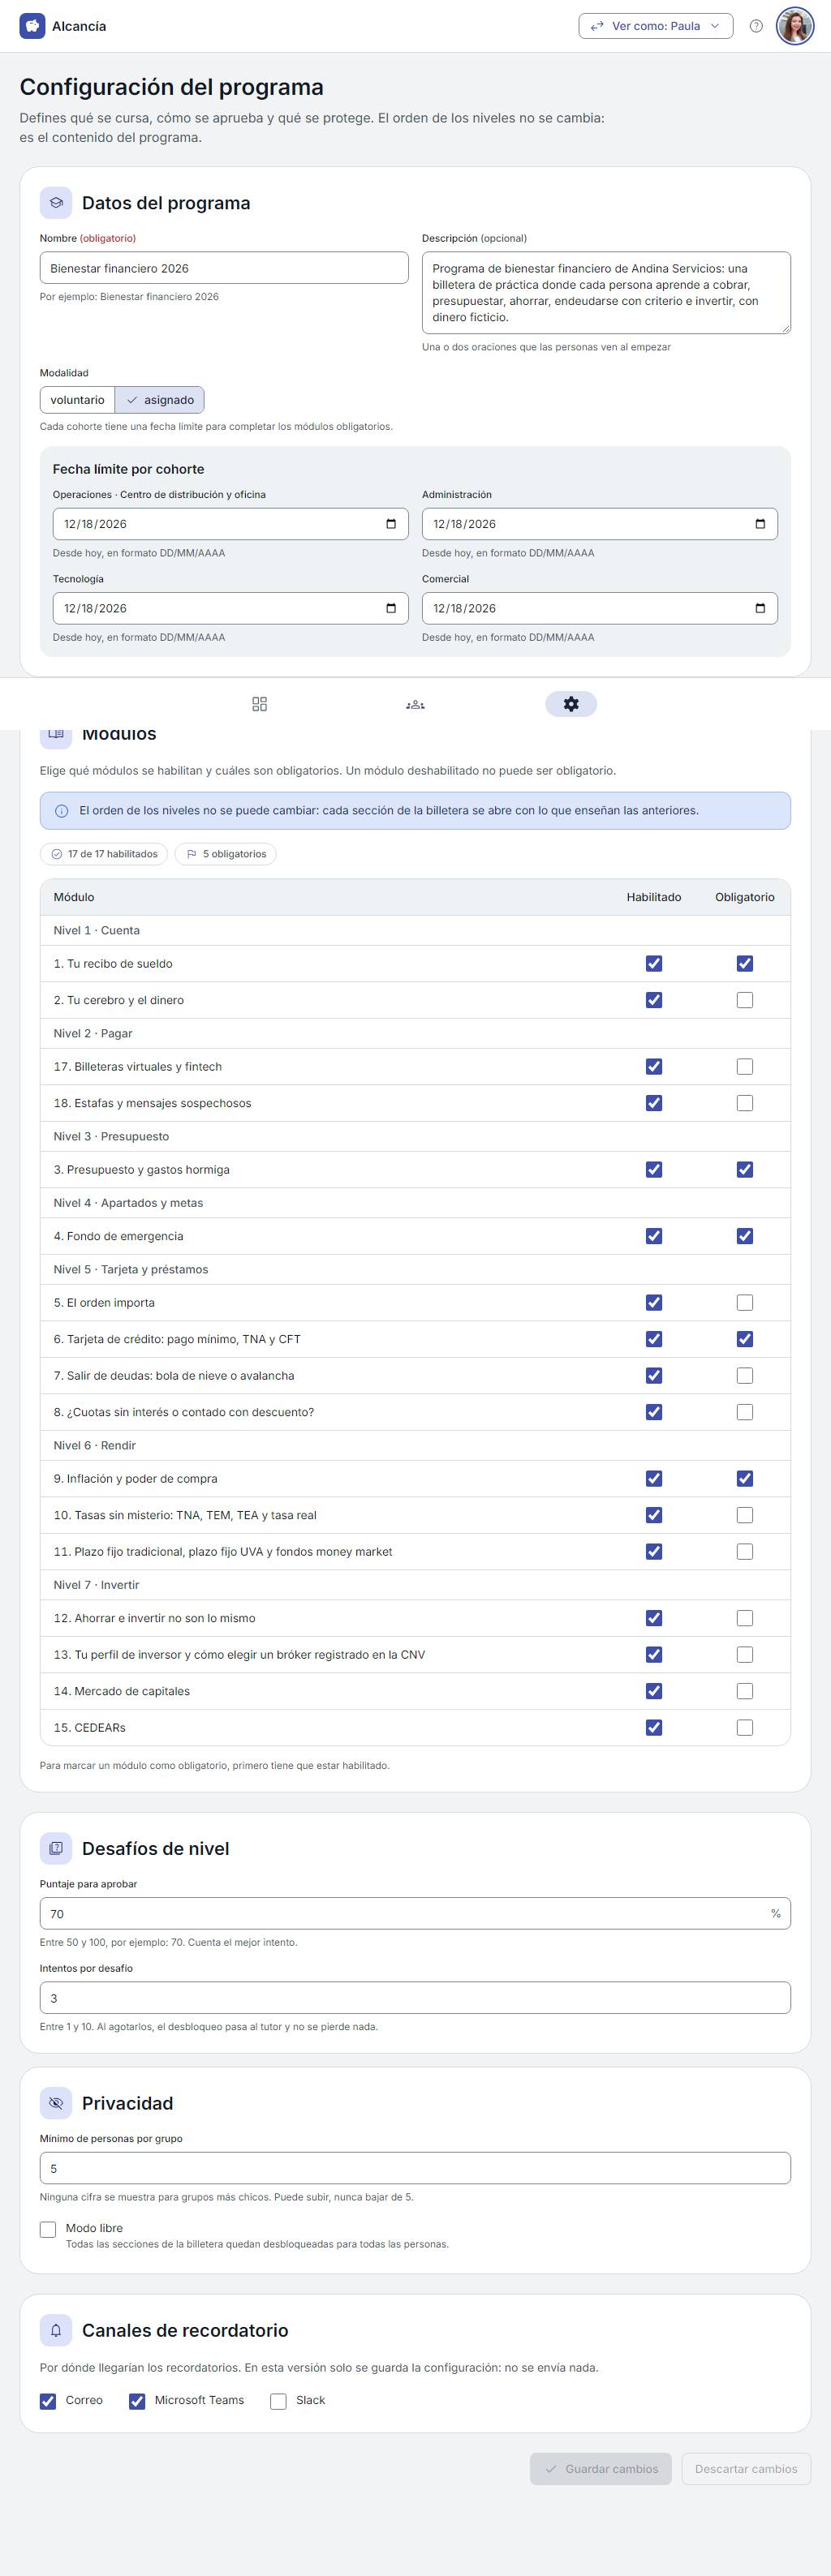 Alcancía
Ver como: Paula
Configuración del programa
Defines qué se cursa, cómo se aprueba y qué se protege. El orden de los niveles no se cambia:
es el contenido del programa.
Datos del programa
Nombre (obligatorio)
Bienestar financiero 2026
Por ejemplo: Bienestar financiero 2026
Descripción (opcional)
Programa de bienestar financiero de Andina Servicios: una
billetera de práctica donde cada persona aprende a cobrar,
presupuestar, ahorrar, endeudarse con criterio e invertir, con
dinero ficticio.
Una o dos oraciones que las personas ven al empezar
Modalidad
voluntario
asignado
Cada cohorte tiene una fecha límite para completar los módulos obligatorios.
Fecha límite por cohorte
Operaciones · Centro de distribución y oficina
12/18/2026
Desde hoy, en formato DD/MM/AAAA
Administración
12/18/2026
Desde hoy, en formato DD/MM/AAAA
Tecnología
12/18/2026
Desde hoy, en formato DD/MM/AAAA
Comercial
12/18/2026
Desde hoy, en formato DD/MM/AAAA
Módulos
Elige qué módulos se habilitan y cuáles son obligatorios. Un módulo deshabilitado no puede ser obligatorio.
El orden de los niveles no se puede cambiar: cada sección de la billetera se abre con lo que enseñan las anteriores.
17 de 17 habilitados
5 obligatorios
Módulo Habilitado Obligatorio
Nivel 1 · Cuenta
1. Tu recibo de sueldo
2. Tu cerebro y el dinero
Nivel 2 · Pagar
17. Billeteras virtuales y fintech
18. Estafas y mensajes sospechosos
Nivel 3 · Presupuesto
3. Presupuesto y gastos hormiga
Nivel 4 · Apartados y metas
4. Fondo de emergencia
Nivel 5 · Tarjeta y préstamos
5. El orden importa
6. Tarjeta de crédito: pago mínimo, TNA y CFT
7. Salir de deudas: bola de nieve o avalancha
8. ¿Cuotas sin interés o contado con descuento?
Nivel 6 · Rendir
9. Inflación y poder de compra
10. Tasas sin misterio: TNA, TEM, TEA y tasa real
11. Plazo fijo tradicional, plazo fijo UVA y fondos money market
Nivel 7 · Invertir
12. Ahorrar e invertir no son lo mismo
13. Tu perfil de inversor y cómo elegir un bróker registrado en la CNV
14. Mercado de capitales
15. CEDEARs
Para marcar un módulo como obligatorio, primero tiene que estar habilitado.
Desafíos de nivel
Puntaje para aprobar
70 %
Entre 50 y 100, por ejemplo: 70. Cuenta el mejor intento.
Intentos por desafío
3
Entre 1 y 10. Al agotarlos, el desbloqueo pasa al tutor y no se pierde nada.
Privacidad
Mínimo de personas por grupo
5
Ninguna cifra se muestra para grupos más chicos. Puede subir, nunca bajar de 5.
Modo libre
Todas las secciones de la billetera quedan desbloqueadas para todas las personas.
Canales de recordatorio
Por dónde llegarían los recordatorios. En esta versión solo se guarda la configuración: no se envía nada.
Correo
Microsoft Teams
Slack
Guardar cambios
Descartar cambios